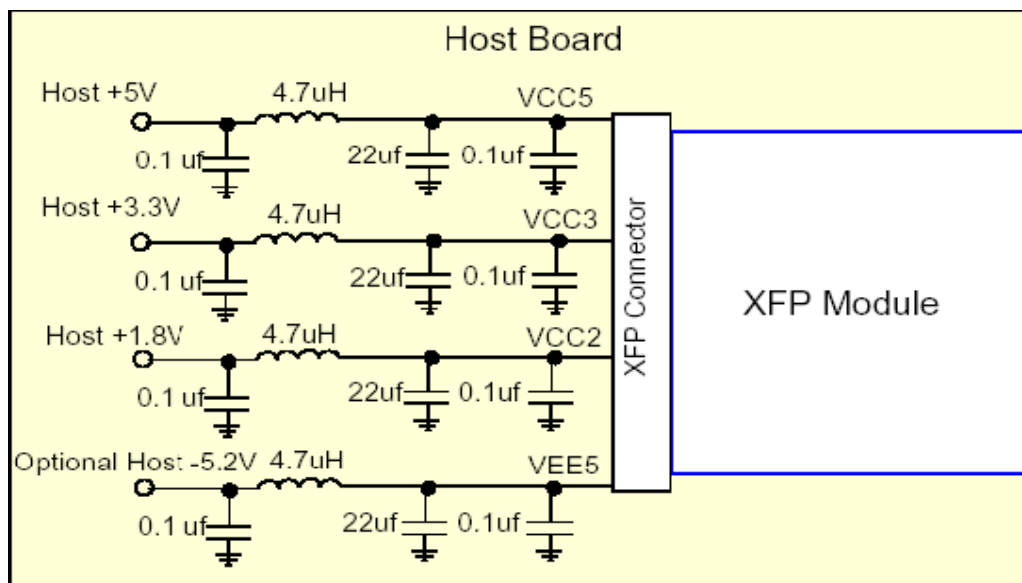 Host Board
Host +5V
4.7uH
VCC5
0.1 uf
22uf
0.1uf
Host +3.3V
4.7uH
VCC3
0.1 uf
22uf
0.1uf
XFP Connector
XFP Module
Host +1.8V
4.7uH
VCC2
0.1 uf
22uf
0.1uf
Optional Host -5.2V
4.7uH
VEE5
0.1 uf
22uf
0.1uf